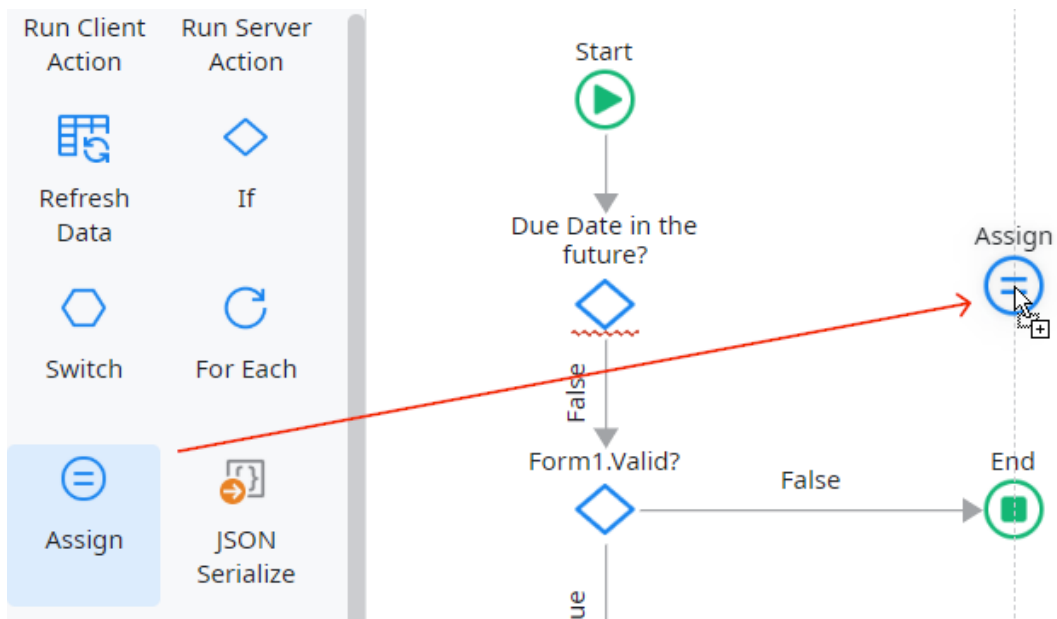 Run Client
Action
Run Server
Action
Refresh
Data
If
Switch
For Each
Assign
JSON
Serialize
Start
Due Date in the
future?
False
Assign
Form1.Valid?
False
End
ue